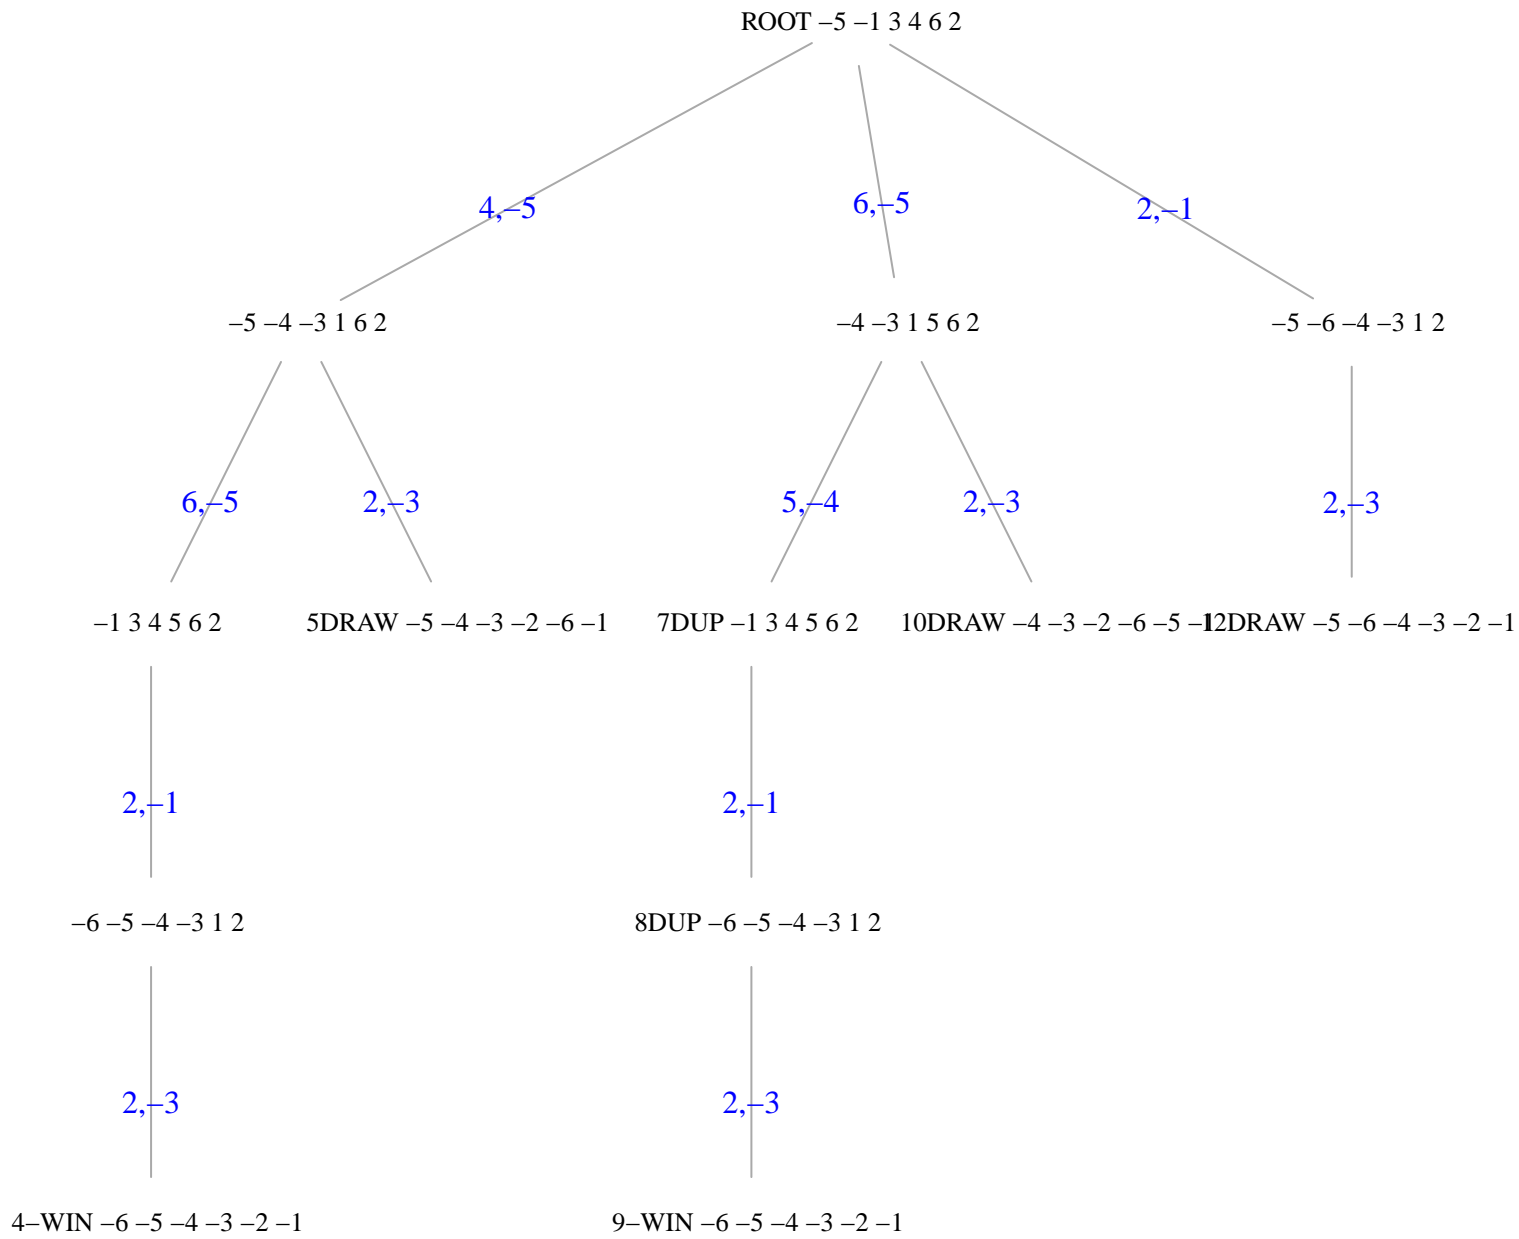 ROOT –5 –1 3 4 6 2
4,–5
6,–5
2,–1
–5 –4 –3 1 6 2
–4 –3 1 5 6 2
–5 –6 –4 –3 1 2
6,–5
2,–3
5,–4
2,–3
2,–3
–1 3 4 5 6 2
5DRAW –5 –4 –3 –2 –6 –1
7DUP –1 3 4 5 6 2
10DRAW –4 –3 –2 –6 –5 –1
12DRAW –5 –6 –4 –3 –2 –1
2,–1
2,–1
–6 –5 –4 –3 1 2
8DUP –6 –5 –4 –3 1 2
2,–3
2,–3
4–WIN –6 –5 –4 –3 –2 –1
9–WIN –6 –5 –4 –3 –2 –1